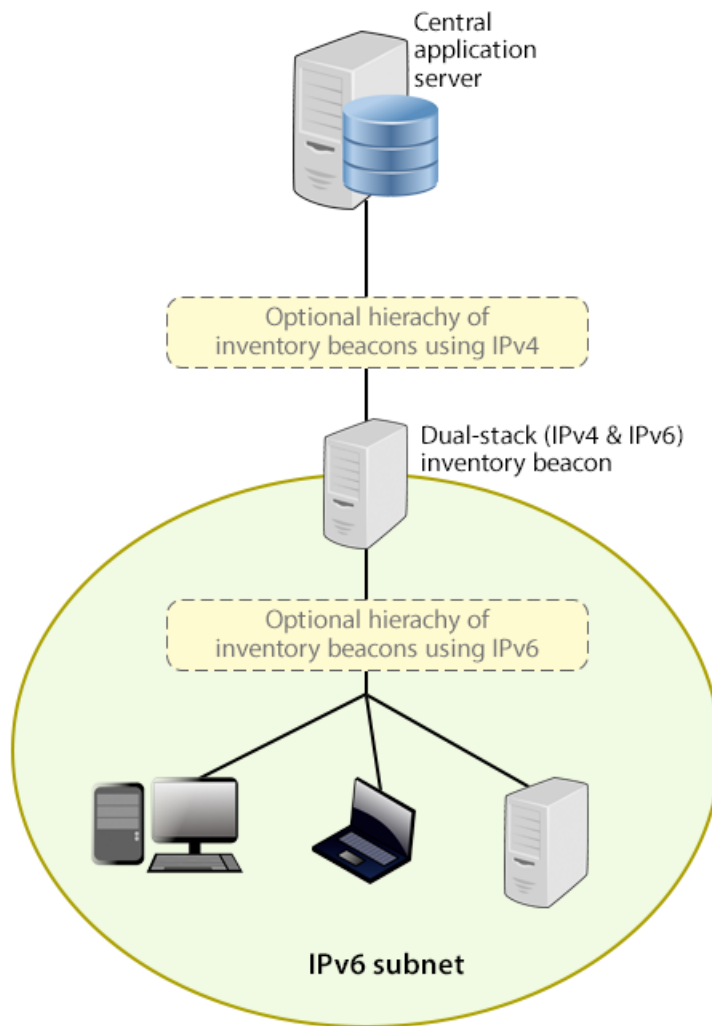 Central
application
server
Optional hierachy of
inventory beacons using IPv4
Dual-stack (IPv4 & IPv6)
inventory beacon
Optional hierachy of
inventory beacons using IPv6
IPv6 subnet